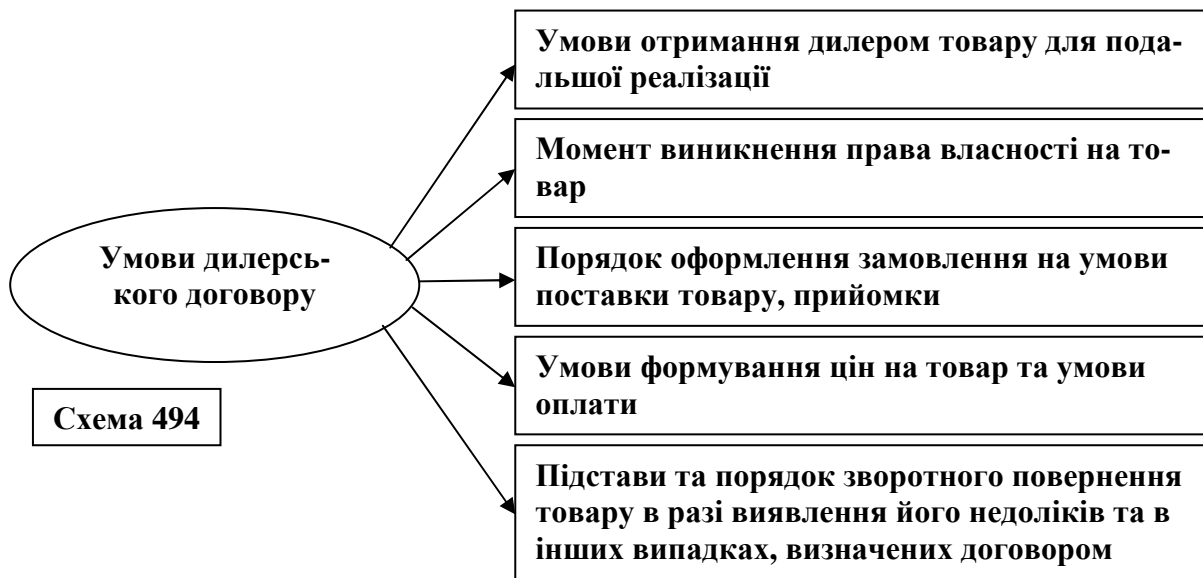 Умови отримання дилером товару для пода-
льшої реалізації
Момент виникнення права власності на то-
вар
Умови дилерсь-
кого договору
Порядок оформлення замовлення на умови
поставки товару, прийомки
Умови формування цін на товар та умови
оплати
Схема 494
Підстави та порядок зворотного повернення
товару в разі виявлення його недоліків та в
інших випадках, визначених договором